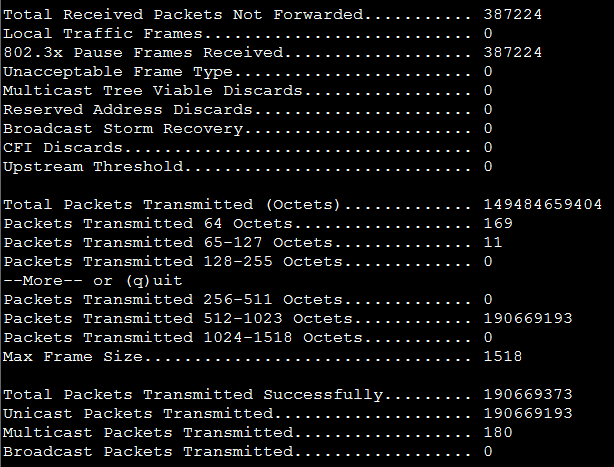 Total Received Packets Not Forwarded........... 387224
Local Traffic Frames........................... 0
802.3x Pause Frames Received................... 387224
Unacceptable Frame Type........................ 0
Multicast Tree Viable Discards................. 0
Reserved Address Discards...................... 0
Broadcast Storm Recovery....................... 0
CFI Discards................................... 0
Upstream Threshold............................. 0
Total Packets Transmitted (Octets)............. 149484659404
Packets Transmitted 64 Octets.................. 169
Packets Transmitted 65-127 Octets.............. 11
Packets Transmitted 128-255 Octets............. 0
--More-- or (q)uit
Packets Transmitted 256-511 Octets............. 0
Packets Transmitted 512-1023 Octets............ 190669193
Packets Transmitted 1024-1518 Octets........... 0
Max Frame Size................................. 1518
Total Packets Transmitted Successfully......... 190669373
Unicast Packets Transmitted.................... 190669193
Multicast Packets Transmitted.................. 180
Broadcast Packets Transmitted.................. 0